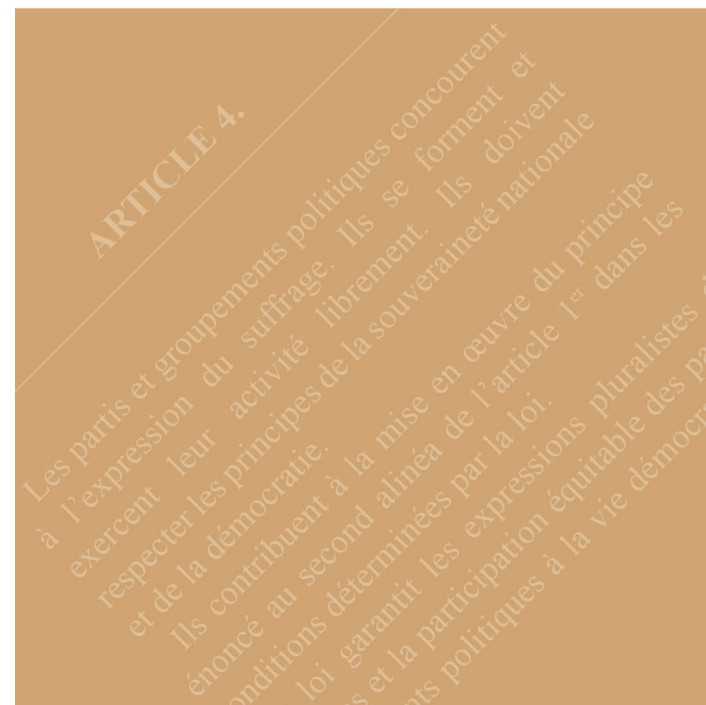 ARTICLE 4.
Les partis et groupements politiques concourent
à l’expression du suffrage. Ils se forment et
exercent leur activité librement. Ils doivent
respecter les principes de la souveraineté nationale
et de la démocratie.
Ils contribuent à la mise en œuvre du principe
énoncé au second alinéa de l’article 1er dans les
onditions déterminées par la loi.
loi garantit les expressions pluralistes
et la participation équitable des
politiques à la vie